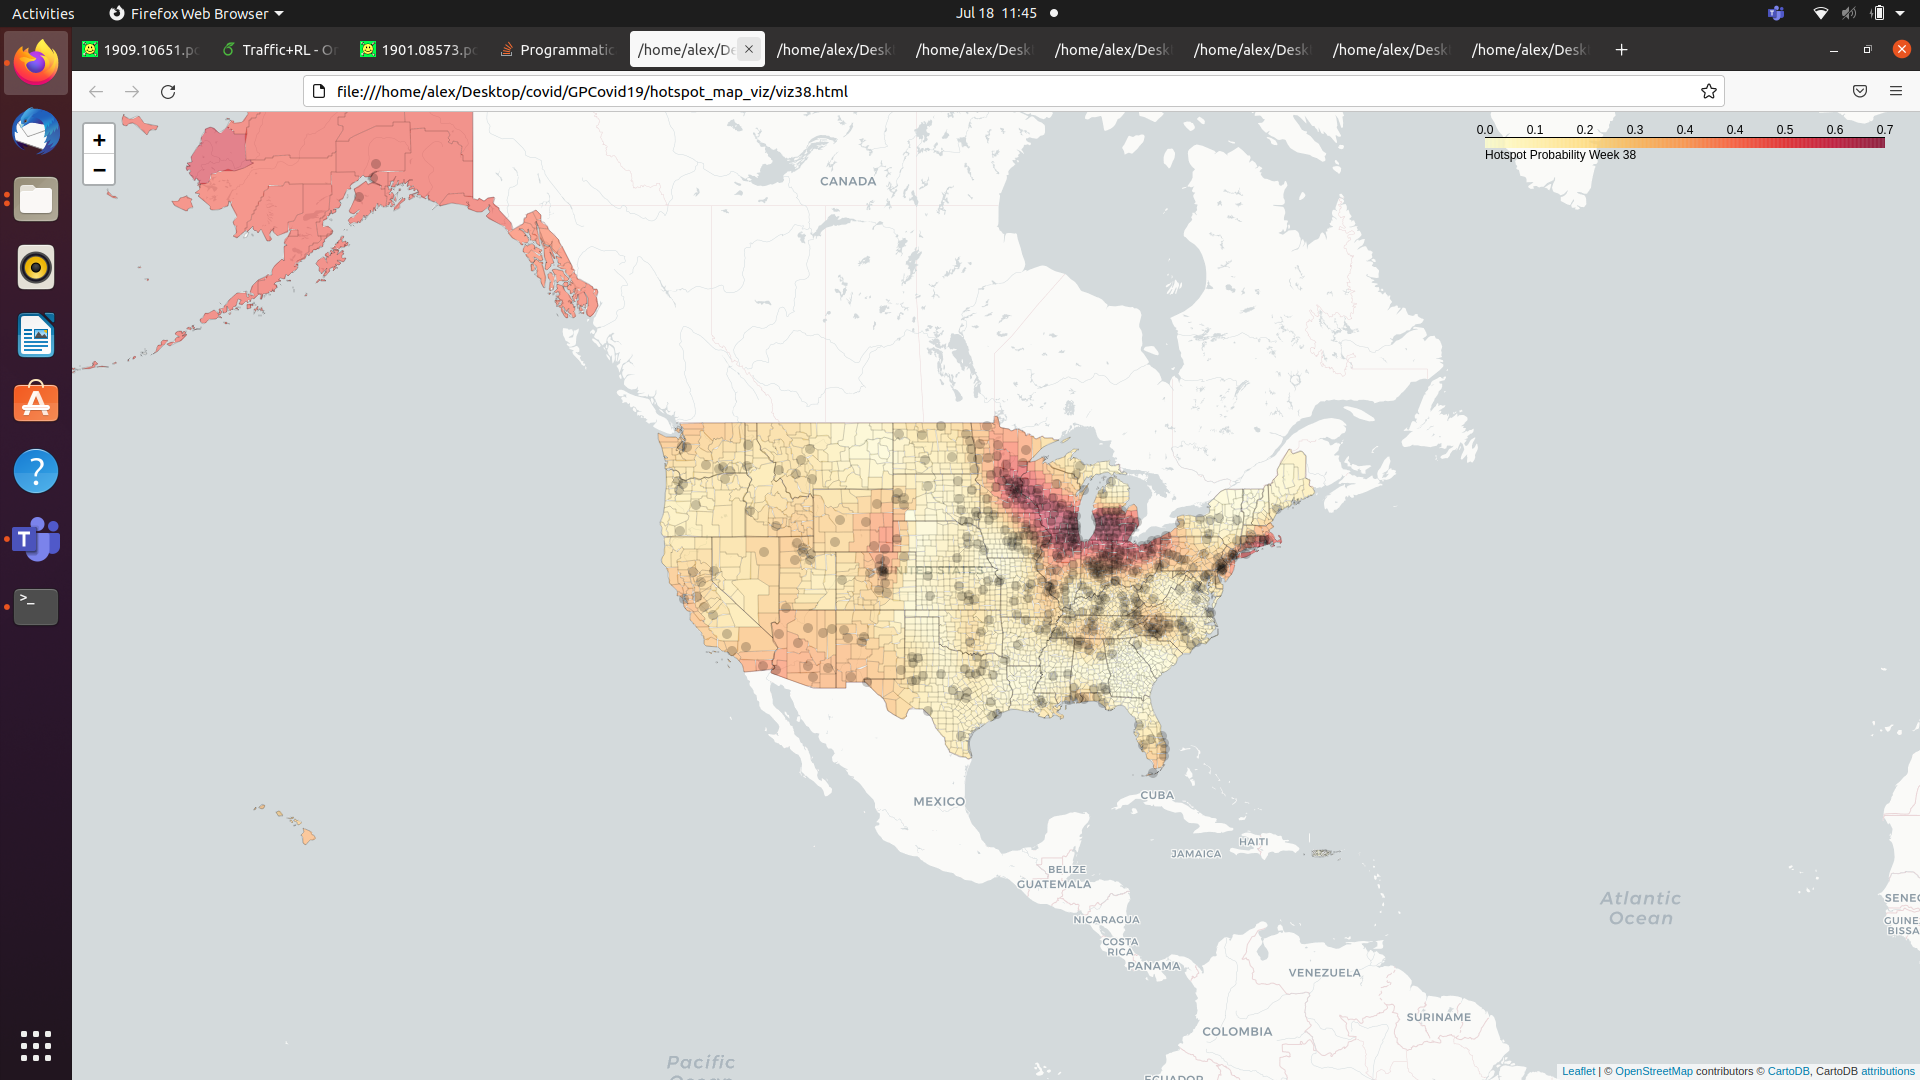 Activities
Firefox Web Browser
Jul 18 11:45
1909.10651.pd
Traffic+RL - Or
1901.08573.pd
Programmatic
/home/alex/De
/home/alex/Desk
/home/alex/Desk
/home/alex/Desk
/home/alex/Desk
/home/alex/Desk
/home/alex/Desk
file:///home/alex/Desktop/covid/GPCovid19/hotspot_map_viz/viz38.html
+
−
0.0 0.1 0.2 0.3 0.4 0.4 0.5 0.6 0.7
Hotspot Probability Week 38
CANADA
UNITED STATES
MEXICO
CUBA
HAITI
JAMAICA
BELIZE
GUATEMALA
NICARAGUA
COSTA
RICA
PANAMA
VENEZUELA
SURINAME
COLOMBIA
ECUADOR
Atlantic
Ocean
Pacific
Ocean
SENEG
GUINE
BISSA
Leaflet | © OpenStreetMap contributors © CartoDB, CartoDB attributions